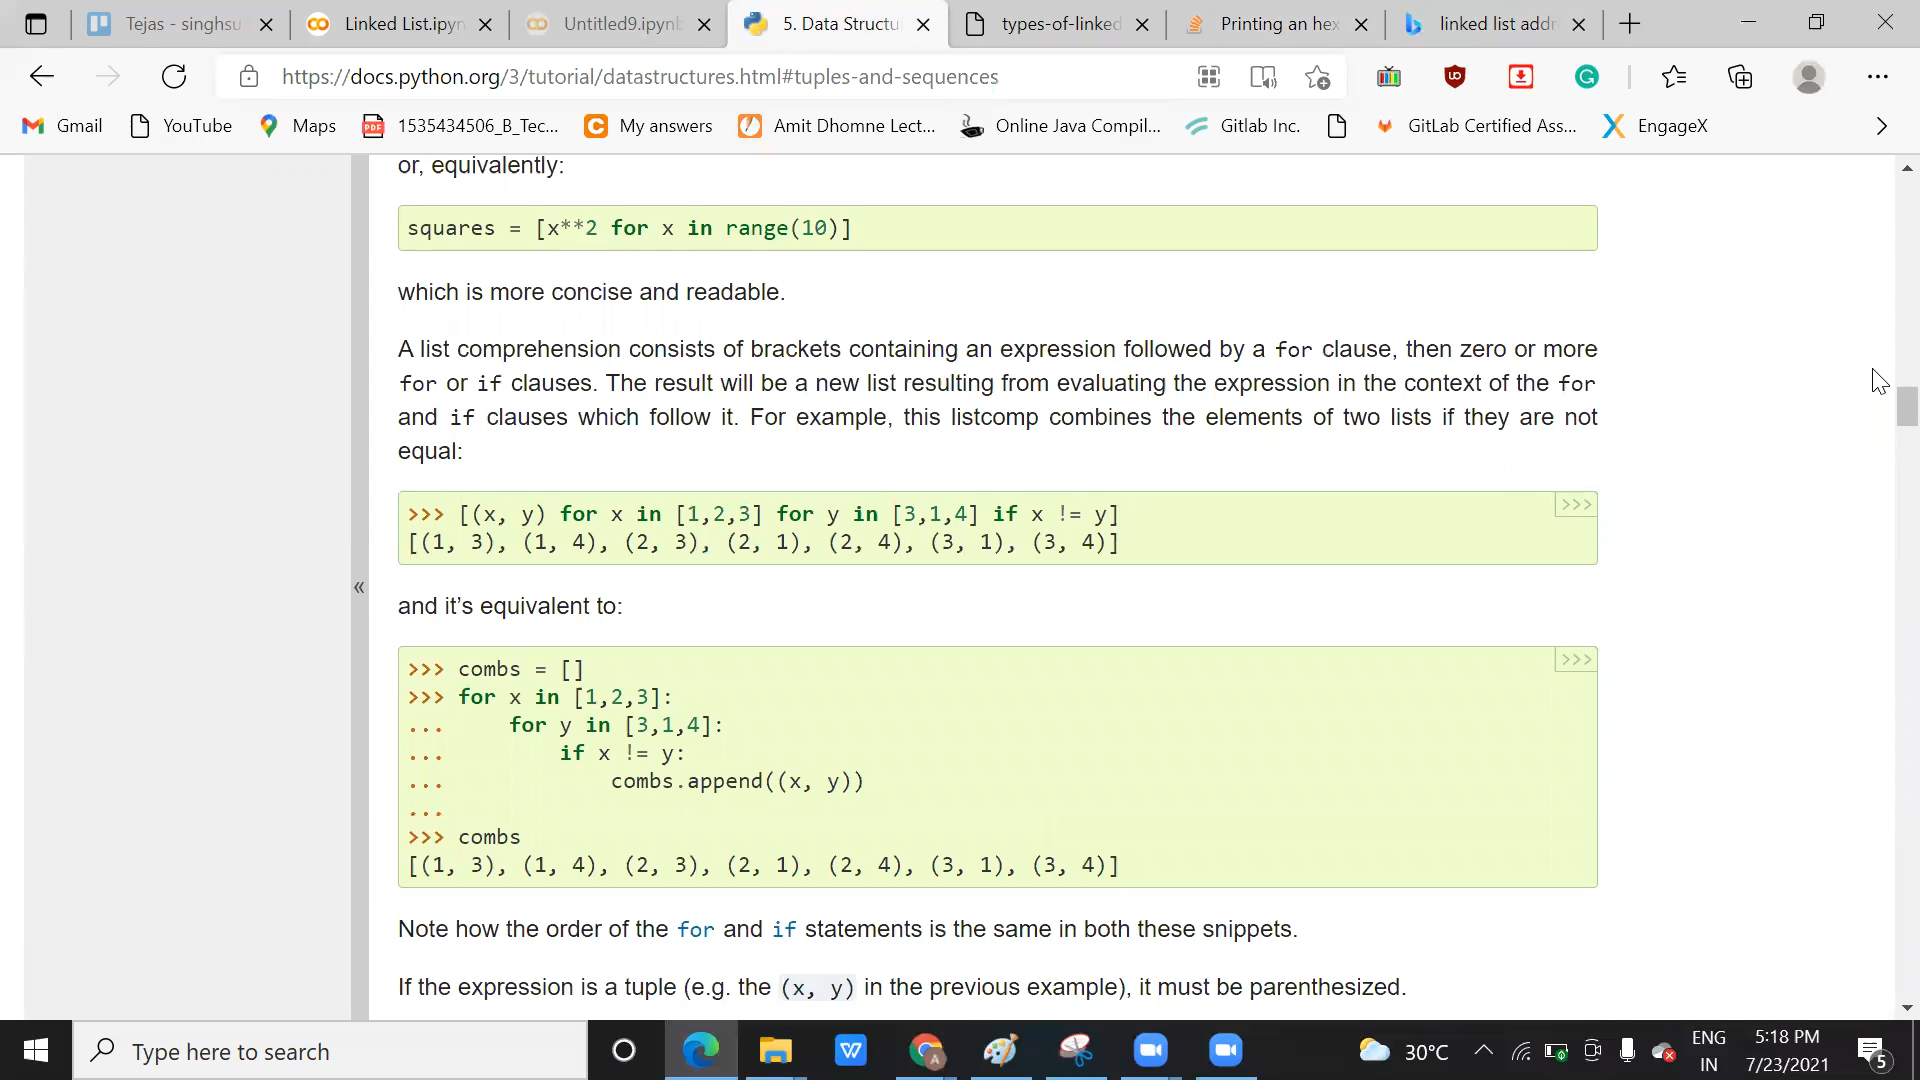 Tejas - singhsu
Linked List.ipyn
Untitled9.ipynb
5. Data Structu
types-of-linked
Printing an hex
linked list addr
https://docs.python.org/3/tutorial/datastructures.html#tuples-and-sequences
Gmail
YouTube
Maps
1535434506_B_Tec...
My answers
Amit Dhomne Lect...
Online Java Compil...
Gitlab Inc.
GitLab Certified Ass...
EngageX
or, equivalently:
squares = [x**2 for x in range(10)]
which is more concise and readable.
A list comprehension consists of brackets containing an expression followed by a for clause, then zero or more
for or if clauses. The result will be a new list resulting from evaluating the expression in the context of the for
and if clauses which follow it. For example, this listcomp combines the elements of two lists if they are not
equal:
>>>
>>> [(x, y) for x in [1,2,3] for y in [3,1,4] if x != y]
[(1, 3), (1, 4), (2, 3), (2, 1), (2, 4), (3, 1), (3, 4)]
«
and it's equivalent to:
>>>
>>> combs = []
>>> for x in [1,2,3]:
...     for y in [3,1,4]:
...         if x != y:
...             combs.append((x, y))
...
>>> combs
[(1, 3), (1, 4), (2, 3), (2, 1), (2, 4), (3, 1), (3, 4)]
Note how the order of the for and if statements is the same in both these snippets.
If the expression is a tuple (e.g. the (x, y) in the previous example), it must be parenthesized.
Type here to search
30°C
ENG
IN
5:18 PM
7/23/2021
5